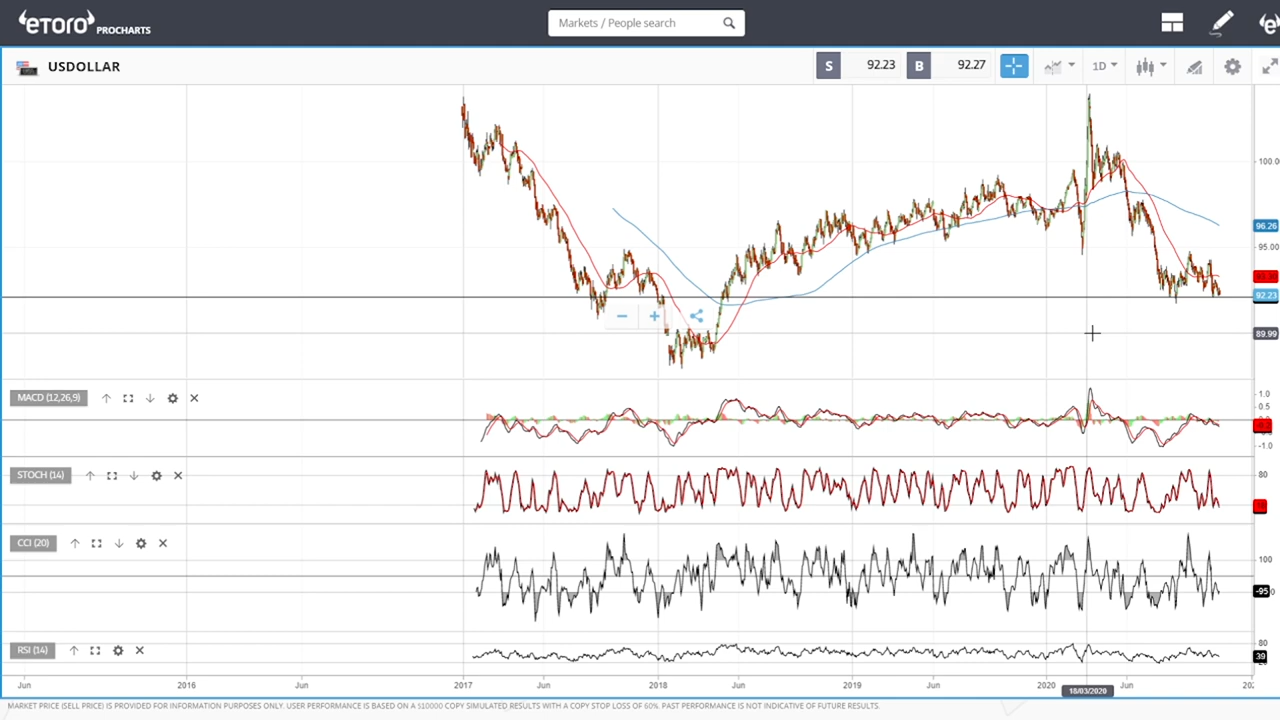 eToro PROCHARTS
Markets / People search
USDOLLAR
S 92.23 B 92.27 1D
100.00
96.26
95.00
92.23
89.99
MACD (12,26,9)
1.0
0.5
-1.0
STOCH (14)
80
CCI (20)
100
-95
RSI (14)
80
39
Jun 2016 Jun 2017 Jun 2018 Jun 2019 Jun 2020 Jun
18/03/2020
MARKET PRICE (SELL PRICE) IS PROVIDED FOR INFORMATION PURPOSES ONLY. USER PERFORMANCE IS BASED ON A $10000 COPY SIMULATED RESULTS WITH A COPY STOP LOSS OF 60%. PAST PERFORMANCE IS NOT INDICATIVE OF FUTURE RESULTS.